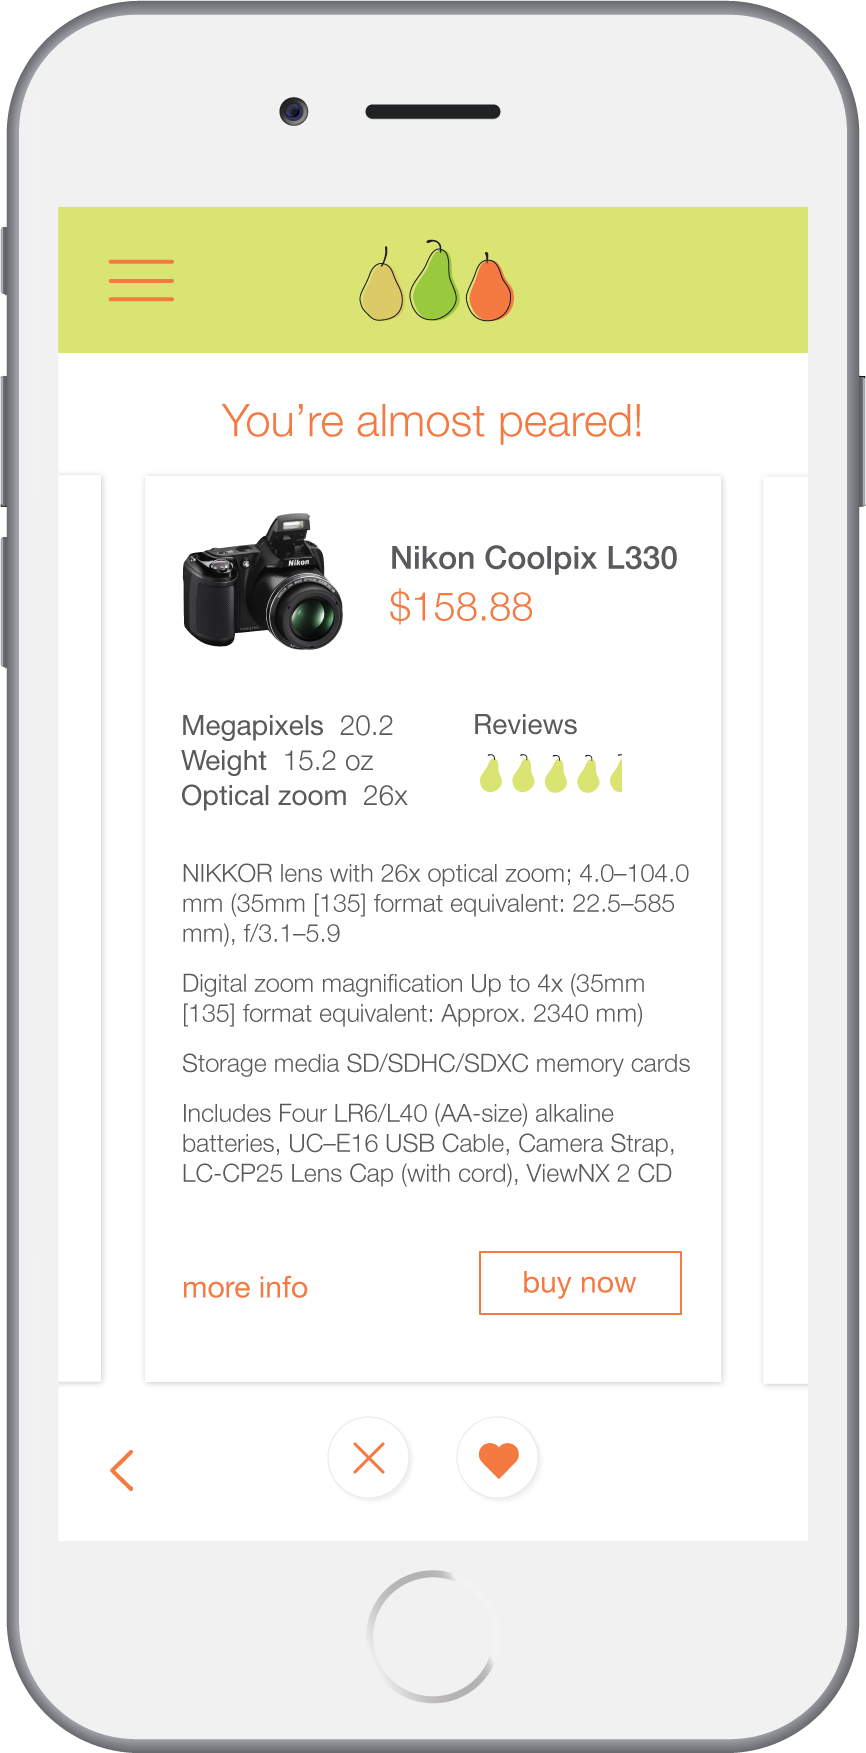 You're almost peared!
Nikon
Nikon Coolpix L330
$158.88
Megapixels 20.2
Weight 15.2 oz
Optical zoom 26x
Reviews
NIKKOR lens with 26x optical zoom; 4.0–104.0
mm (35mm [135] format equivalent: 22.5–585
mm), f/3.1–5.9
Digital zoom magnification Up to 4x (35mm
[135] format equivalent: Approx. 2340 mm)
Storage media SD/SDHC/SDXC memory cards
Includes Four LR6/L40 (AA-size) alkaline
batteries, UC–E16 USB Cable, Camera Strap,
LC-CP25 Lens Cap (with cord), ViewNX 2 CD
more info
buy now